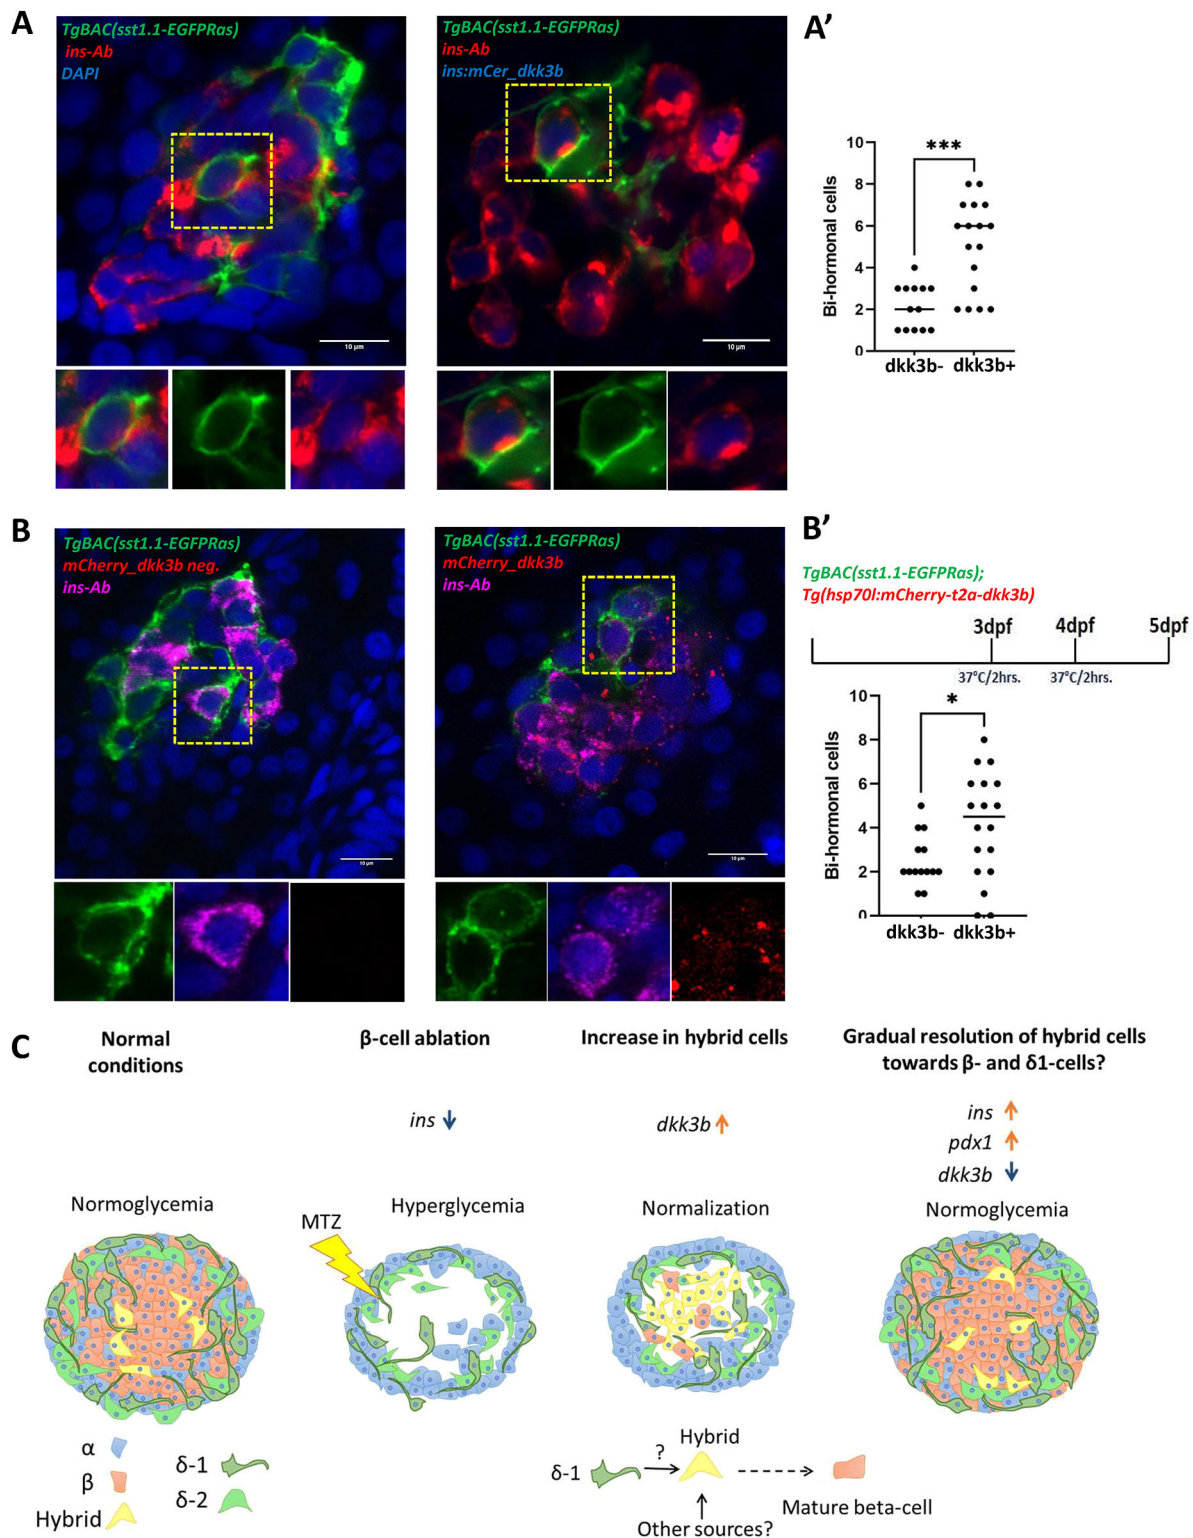 A
TgBAC(sst1.1-EGFPRas)
ins-Ab
DAPI
10 µm
TgBAC(sst1.1-EGFPRas)
ins-Ab
ins:mCer_dkk3b
10 µm
A’
Bi-hormonal cells
10
8
6
4
2
0
***
dkk3b-
dkk3b+
B
TgBAC(sst1.1-EGFPRas)
mCherry_dkk3b neg.
ins-Ab
10 µm
TgBAC(sst1.1-EGFPRas)
mCherry_dkk3b
ins-Ab
10 µm
B’
TgBAC(sst1.1-EGFPRas);
Tg(hsp70l:mCherry-t2a-dkk3b)
3dpf
4dpf
5dpf
37°C/2hrs.
37°C/2hrs.
Bi-hormonal cells
10
8
6
4
2
0
*
dkk3b-
dkk3b+
C
Normal
conditions
β-cell ablation
Increase in hybrid cells
Gradual resolution of hybrid cells
towards β- and δ1-cells?
ins
dkk3b
ins
pdx1
dkk3b
Normoglycemia
MTZ
Hyperglycemia
Normalization
Normoglycemia
α
β
Hybrid
δ-1
δ-2
δ-1
?
Hybrid
Mature beta-cell
Other sources?